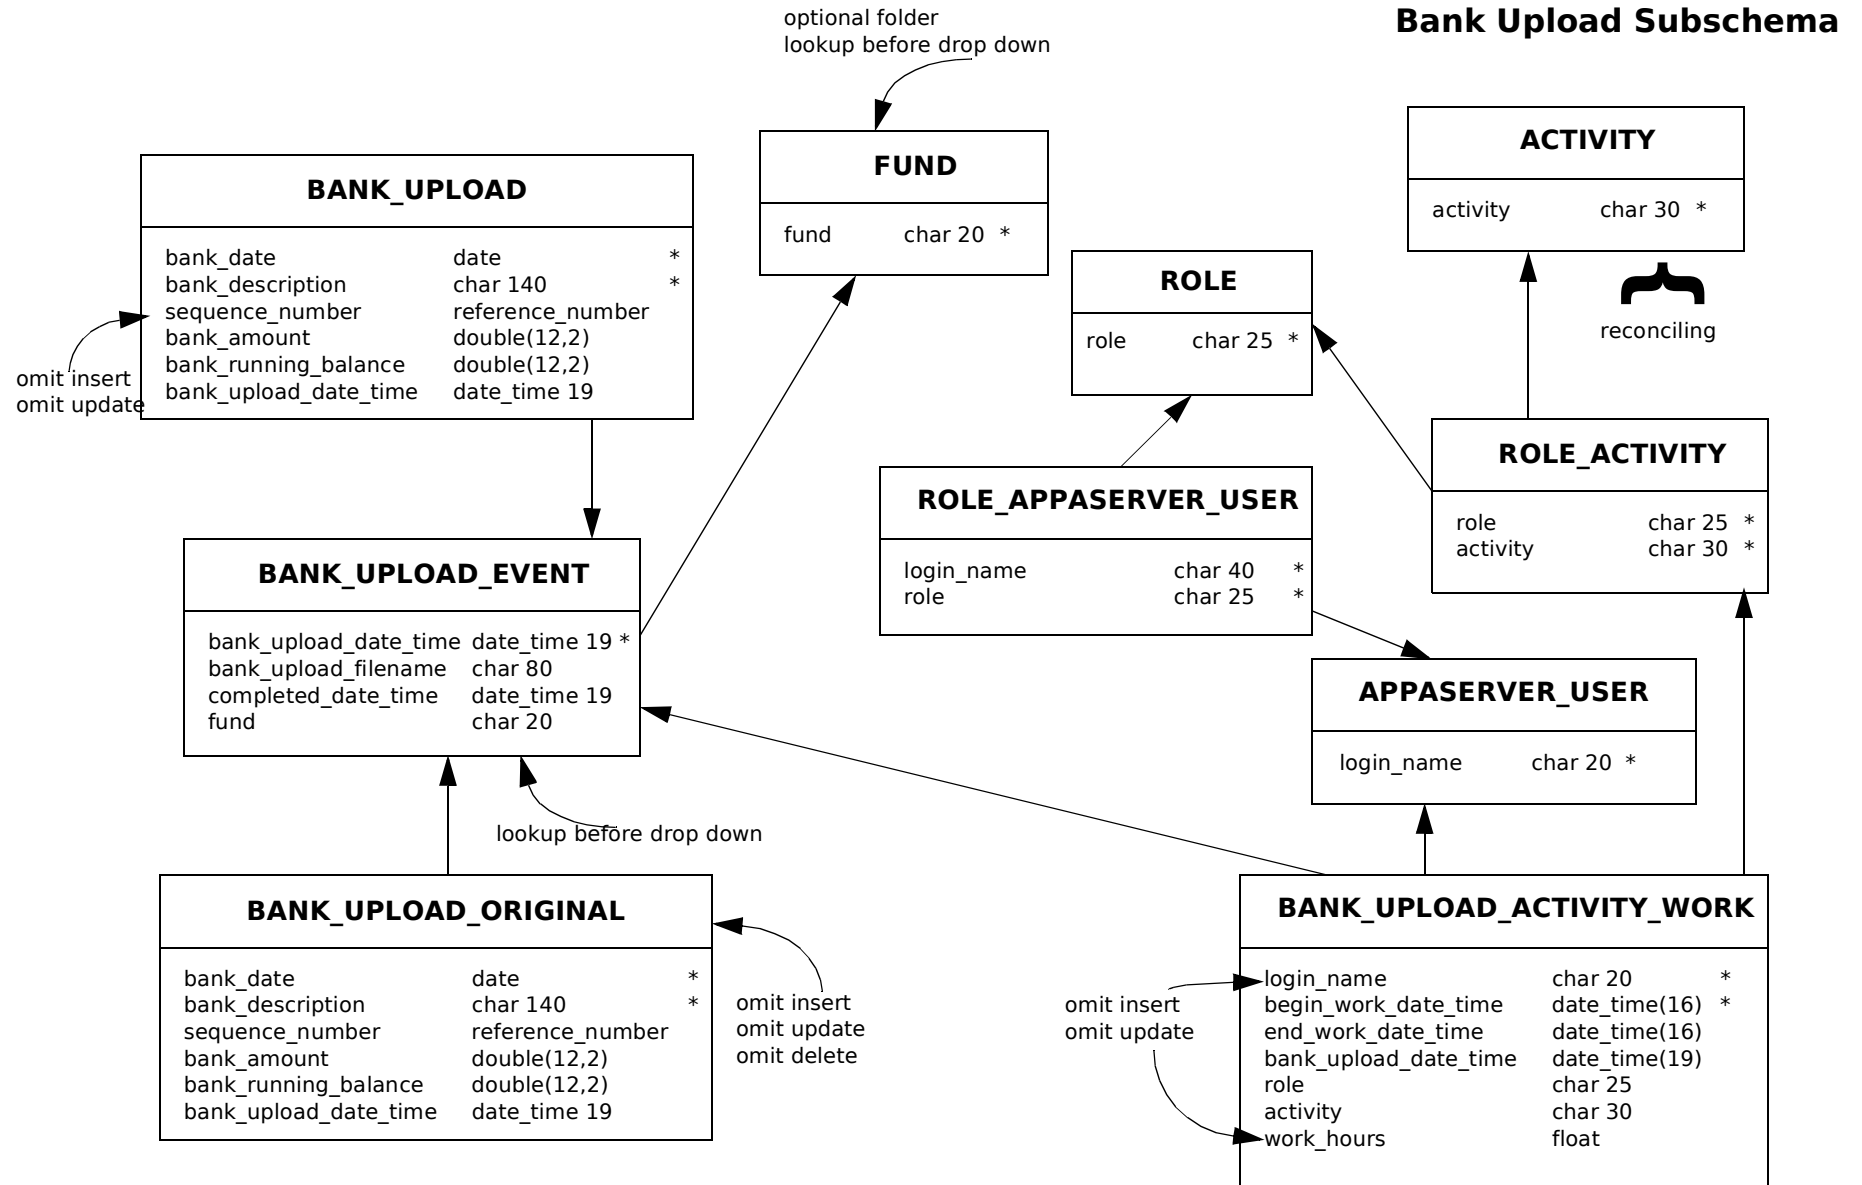 optional folder
lookup before drop down
Bank Upload Subschema
FUND
fund char 20 *
ACTIVITY
activity char 30 *
reconciling
BANK_UPLOAD
bank_date date *
bank_description char 140 *
sequence_number reference_number
bank_amount double(12,2)
bank_running_balance double(12,2)
bank_upload_date_time date_time 19
omit insert
omit update
ROLE
role char 25 *
ROLE_ACTIVITY
role char 25 *
activity char 30 *
ROLE_APPASERVER_USER
login_name char 40 *
role char 25 *
BANK_UPLOAD_EVENT
bank_upload_date_time date_time 19 *
bank_upload_filename char 80
completed_date_time date_time 19
fund char 20
lookup before drop down
APPASERVER_USER
login_name char 20 *
BANK_UPLOAD_ORIGINAL
bank_date date *
bank_description char 140 *
sequence_number reference_number
bank_amount double(12,2)
bank_running_balance double(12,2)
bank_upload_date_time date_time 19
omit insert
omit update
omit delete
omit insert
omit update
BANK_UPLOAD_ACTIVITY_WORK
login_name char 20 *
begin_work_date_time date_time(16) *
end_work_date_time date_time(16)
bank_upload_date_time date_time(19)
role char 25
activity char 30
work_hours float